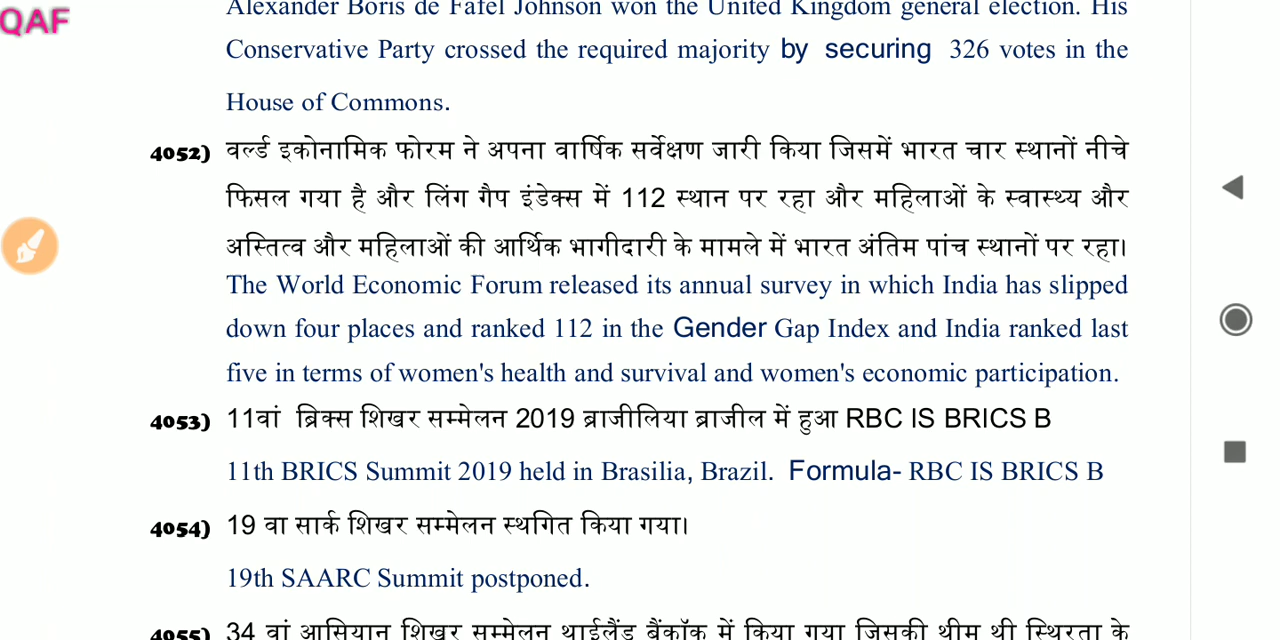 QAF
Alexander Boris de Fafel Johnson won the United Kingdom general election. His
Conservative Party crossed the required majority by securing 326 votes in the
House of Commons.
4052) वर्ल्ड इकोनामिक फोरम ने अपना वार्षिक सर्वेक्षण जारी किया जिसमें भारत चार स्थानों नीचे
फिसल गया है और लिंग गैप इंडेक्स में 112 स्थान पर रहा और महिलाओं के स्वास्थ्य और
अस्तित्व और महिलाओं की आर्थिक भागीदारी के मामले में भारत अंतिम पांच स्थानों पर रहा।
The World Economic Forum released its annual survey in which India has slipped
down four places and ranked 112 in the Gender Gap Index and India ranked last
five in terms of women's health and survival and women's economic participation.
4053) 11वां ब्रिक्स शिखर सम्मेलन 2019 ब्राजीलिया ब्राजील में हुआ RBC IS BRICS B
11th BRICS Summit 2019 held in Brasilia, Brazil. Formula- RBC IS BRICS B
4054) 19 वा सार्क शिखर सम्मेलन स्थगित किया गया।
19th SAARC Summit postponed.
4055) 34 वां आसियान शिखर सम्मेलन थाईलैंड बैंकॉक में किया गया जिसकी थीम थी स्थिरता के